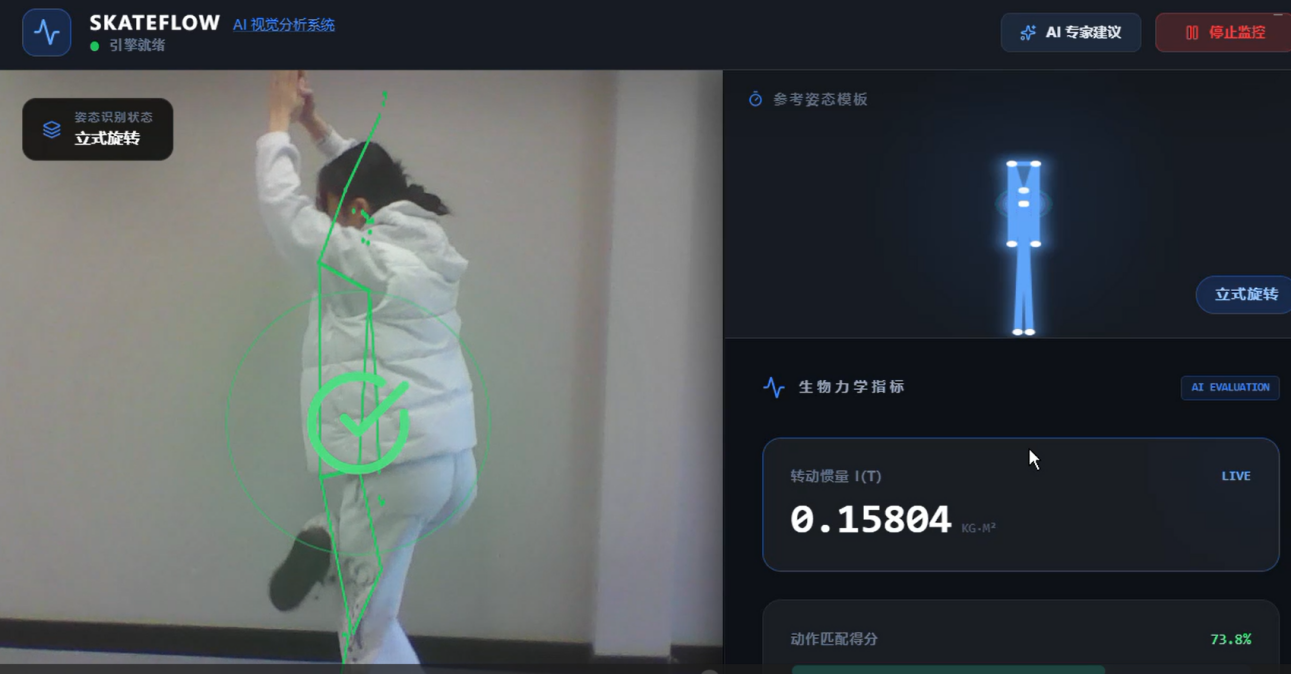 SKATEFLOW AI 视觉分析系统
引擎就绪
AI 专家建议
停止监控
姿态识别状态
立式旋转
参考姿态模板
立式旋转
生物力学指标
AI EVALUATION
转动惯量 I(T)
LIVE
0.15804 KG·M²
动作匹配得分
73.8%